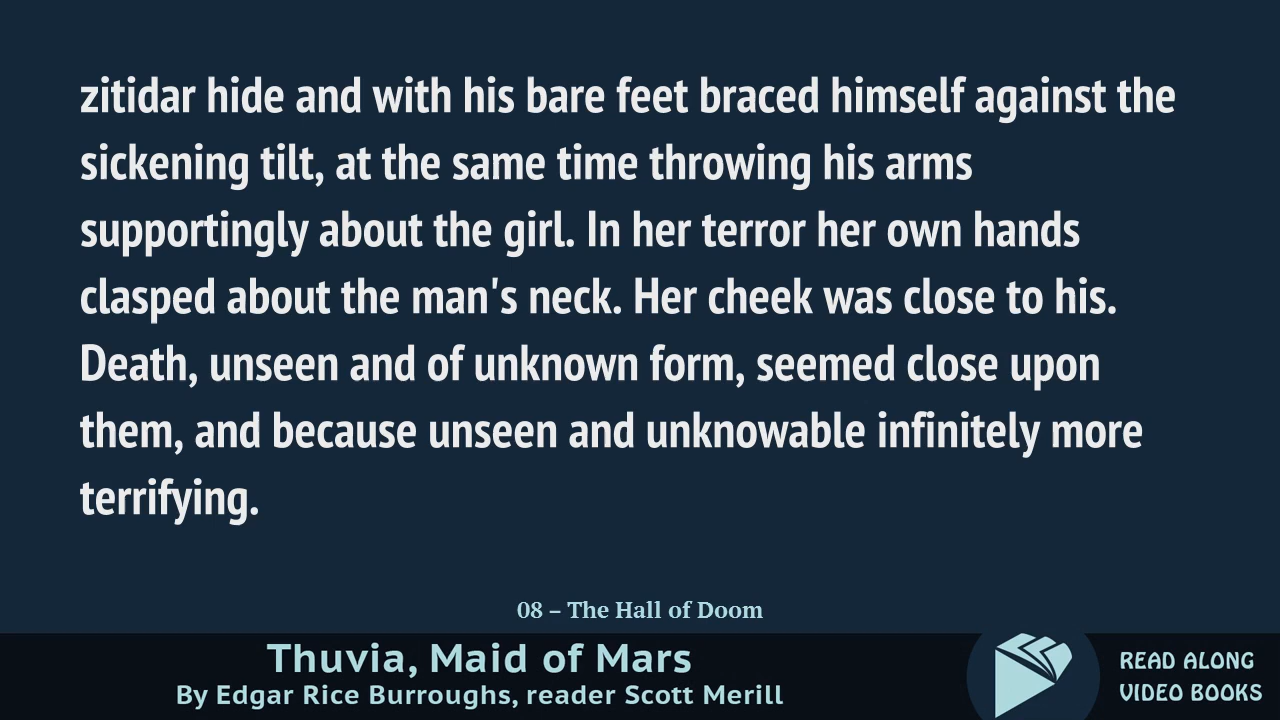 zitidar hide and with his bare feet braced himself against the
sickening tilt, at the same time throwing his arms
supportingly about the girl. In her terror her own hands
clasped about the man's neck. Her cheek was close to his.
Death, unseen and of unknown form, seemed close upon
them, and because unseen and unknowable infinitely more
terrifying.
08 – The Hall of Doom
Thuvia, Maid of Mars
By Edgar Rice Burroughs, reader Scott Merill
READ ALONG
VIDEO BOOKS